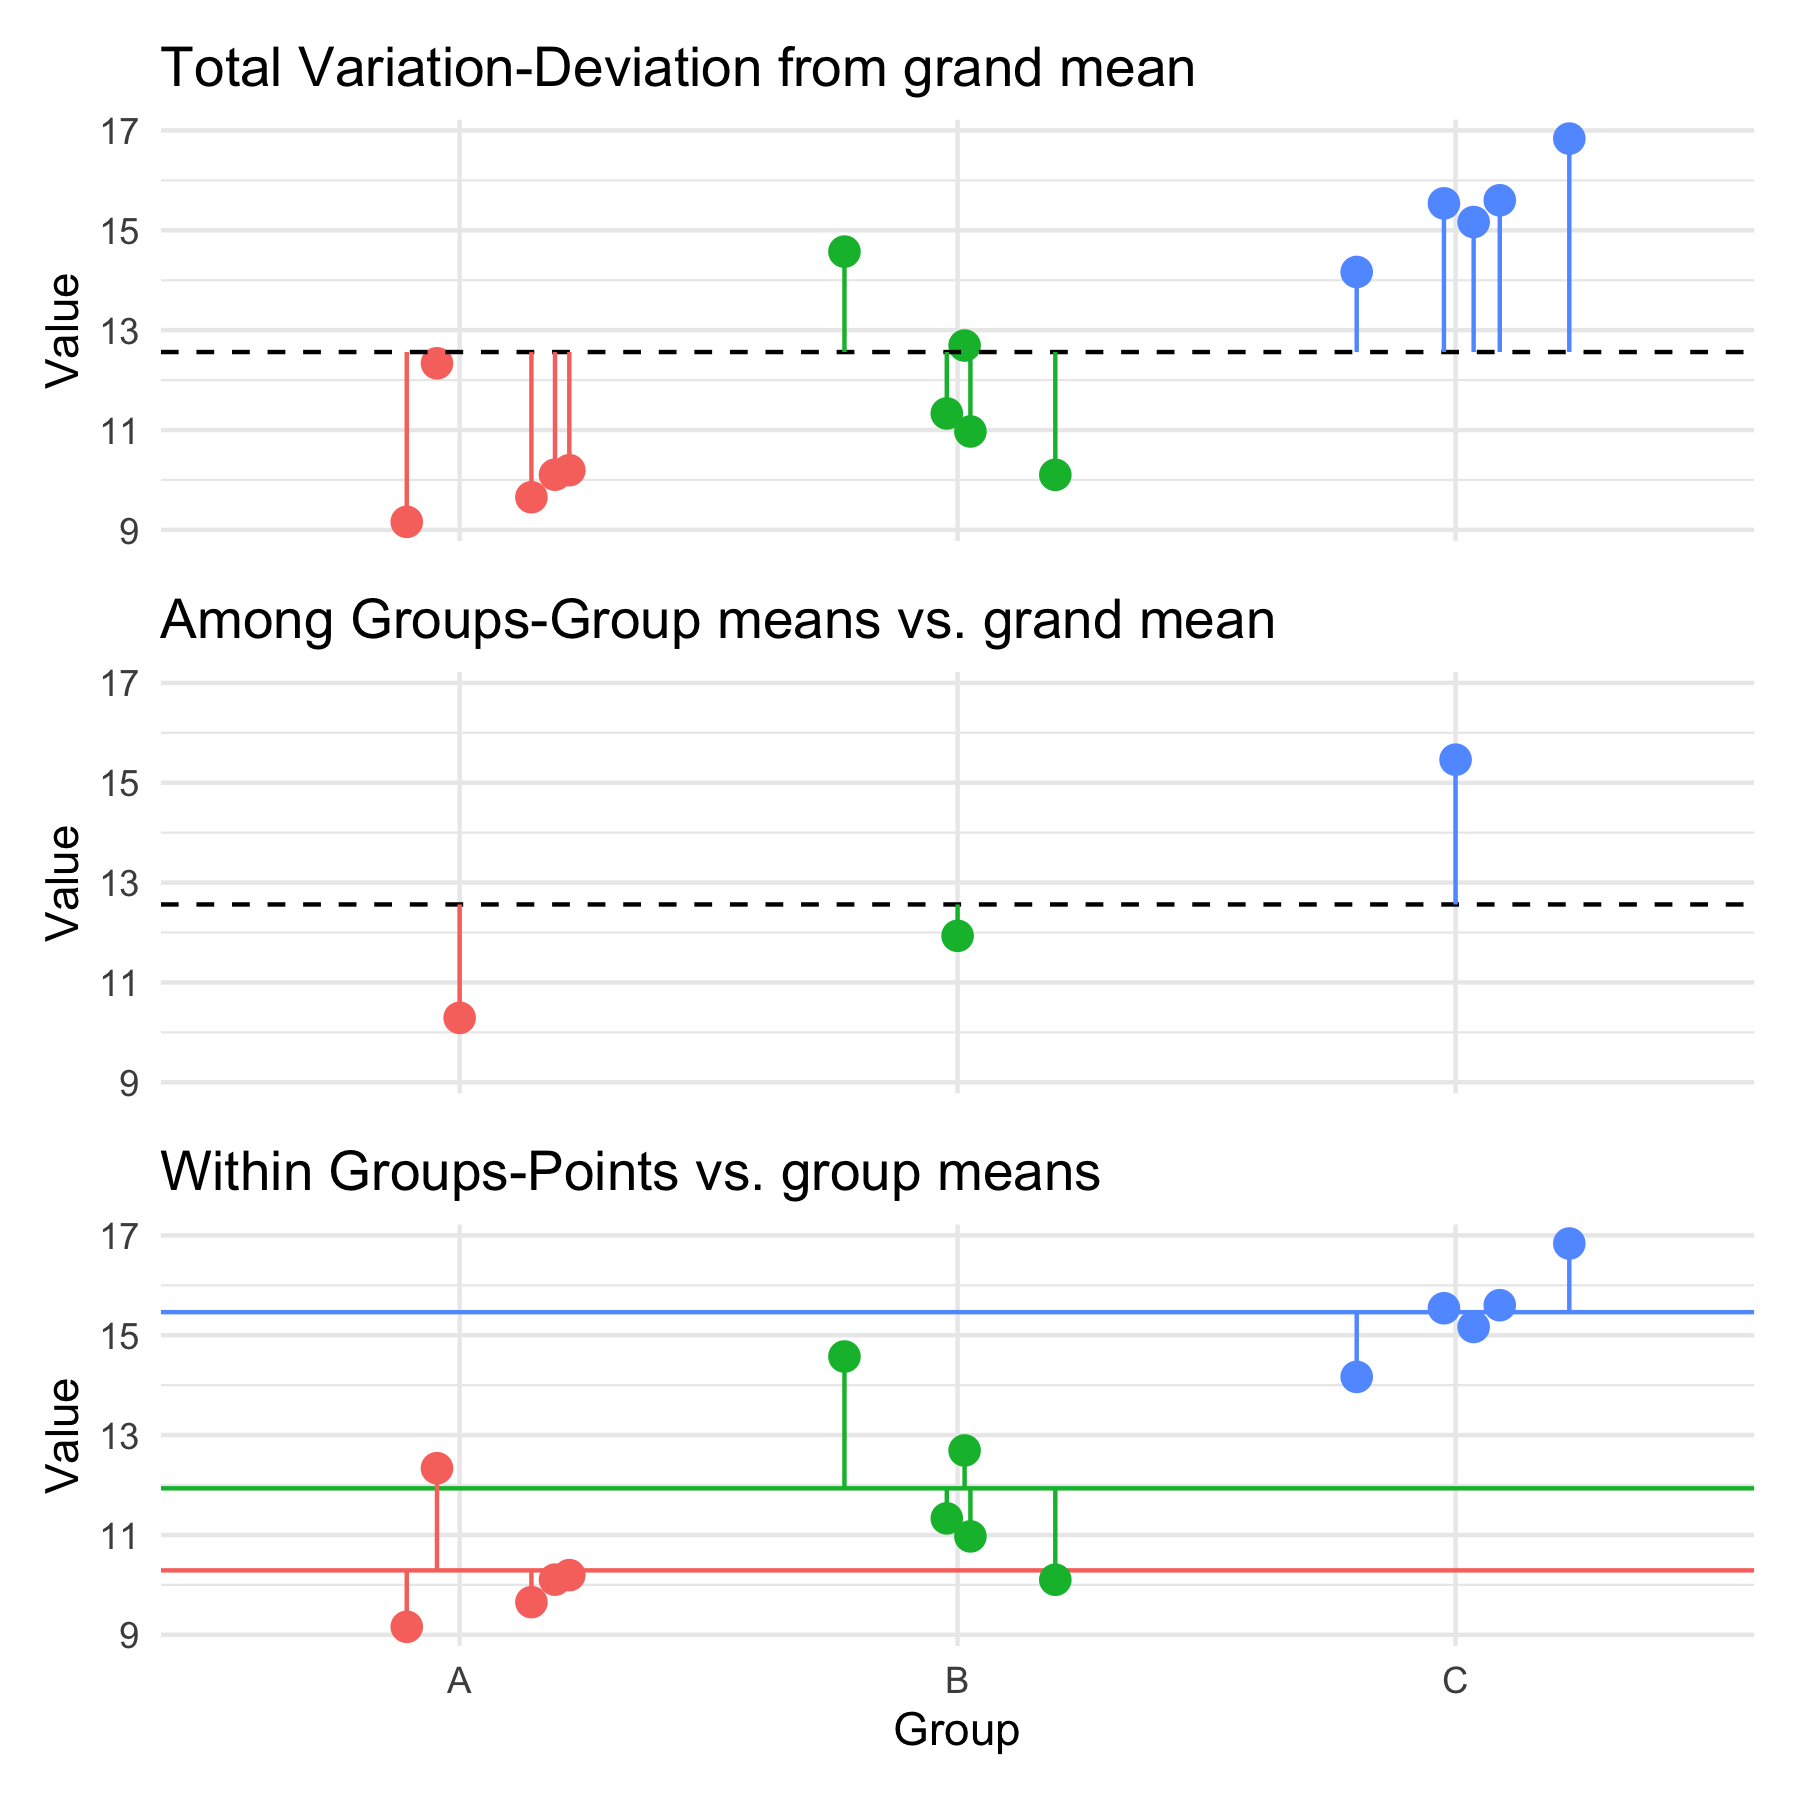 Total Variation-Deviation from grand mean
17
15
13
11
9
Value
Among Groups-Group means vs. grand mean
17
15
13
11
9
Value
Within Groups-Points vs. group means
17
15
13
11
9
Value
A B C
Group